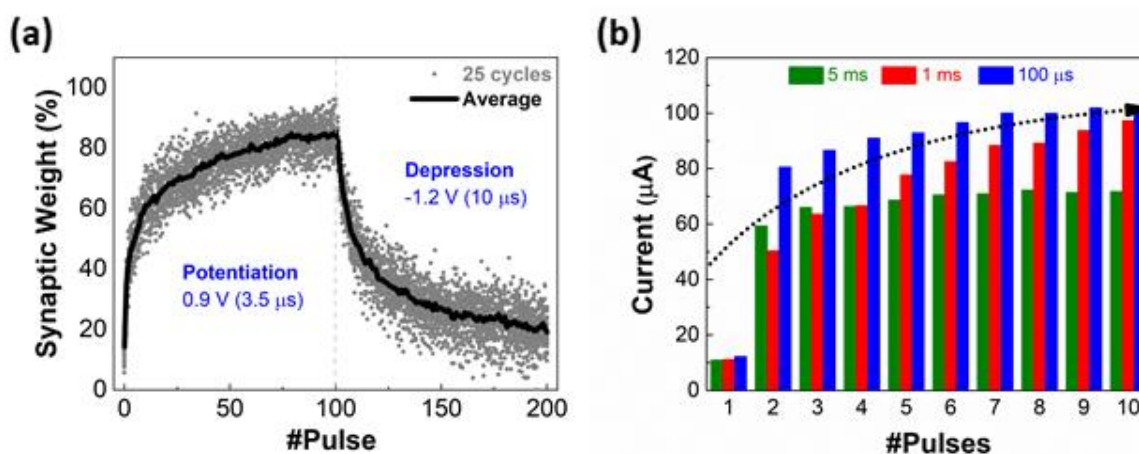 (a)
Synaptic Weight (%)
100
80
60
40
20
0
25 cycles
Average
Depression
-1.2 V (10 μs)
Potentiation
0.9 V (3.5 μs)
0 50 100 150 200
#Pulse
(b)
Current (μA)
120
100
80
60
40
20
0
5 ms 1 ms 100 μs
1 2 3 4 5 6 7 8 9 10
#Pulses